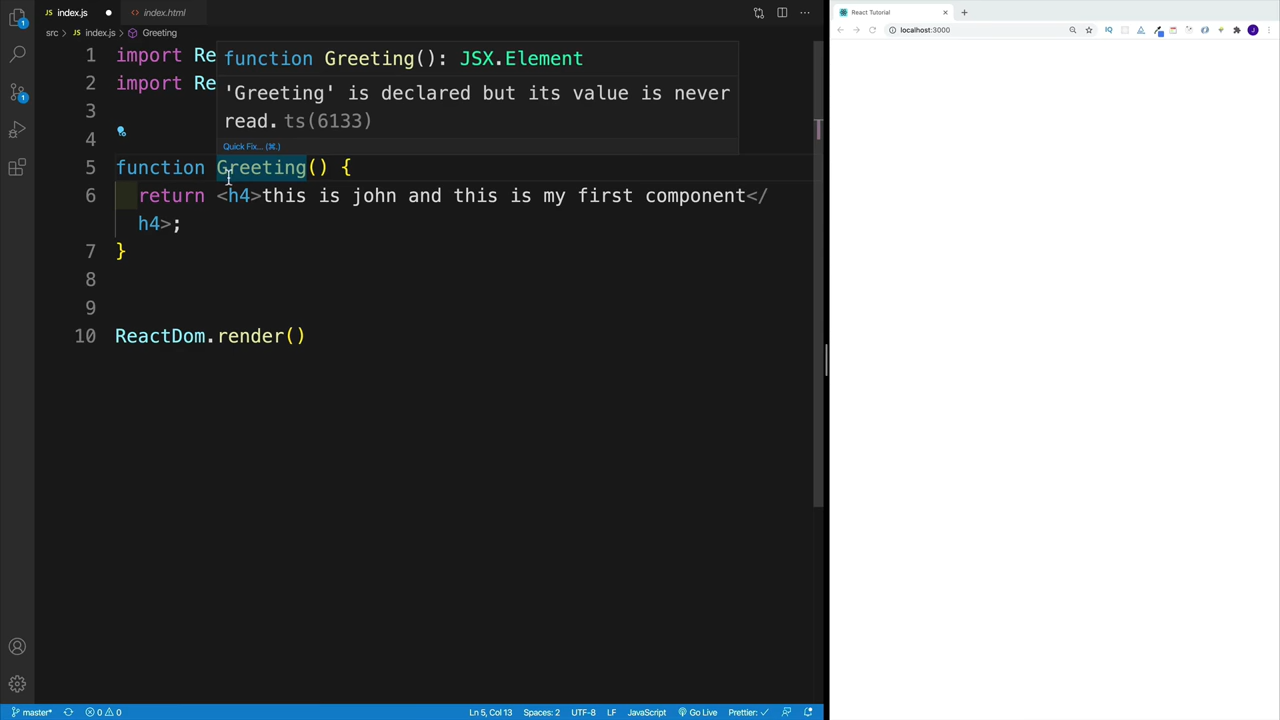 index.js
index.html
src > index.js > Greeting
1 import Re
2 import Re
function Greeting(): JSX.Element
'Greeting' is declared but its value is never
read. ts(6133)
Quick Fix... (⌘.)
3
4
5 function Greeting() {
6 return <h4>this is john and this is my first component</
h4>;
7 }
8
9
10 ReactDom.render()
master*
0 0
Ln 5, Col 13
Spaces: 2
UTF-8
LF
JavaScript
Go Live
Prettier: ✓
React Tutorial
localhost:3000
IQ
J